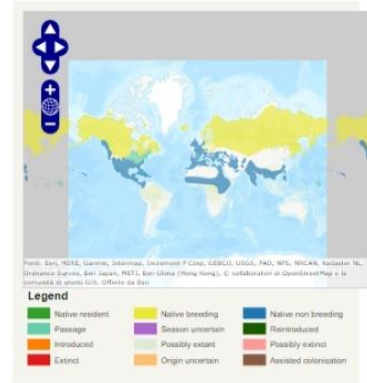 Fonti: Esri, HERE, Garmin, Intermap, Increment P Corp, GEBCO, USGS, FAO, NPS, NRCAN, Kadaster NL,
Ordnance Survey, Esri Japan, METI, Esri China (Hong Kong), © collaboratori di OpenStreetMap e la
comunità di utenti GIS. Offerto da Esri
Legend
Native resident Native breeding Native non breeding
Passage Season uncertain Reintroduced
Introduced Possibly extant Possibly extinct
Extinct Origin uncertain Assisted colonisation